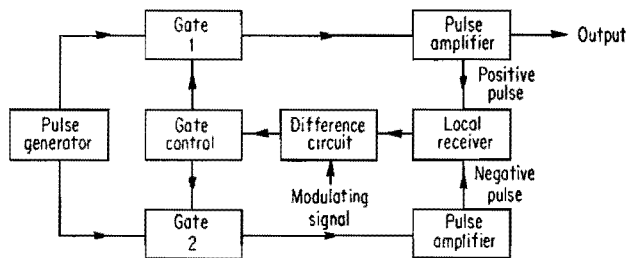 Gate
1
Pulse
amplifier
Output
Positive
pulse
Pulse
generator
Gate
control
Difference
circuit
Local
receiver
Modulating
signal
Negative
pulse
Gate
2
Pulse
amplifier